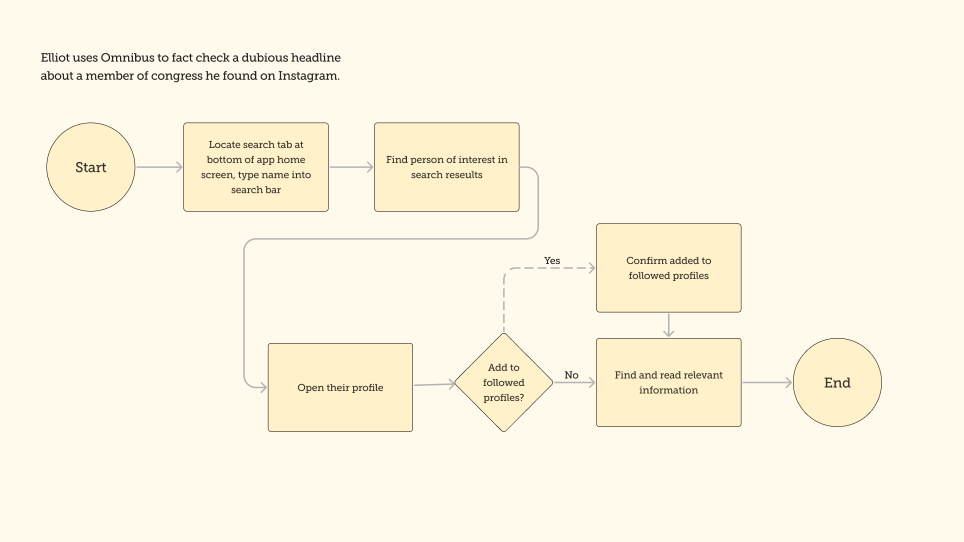 Elliot uses Omnibus to fact check a dubious headline
about a member of congress he found on Instagram.
Start
Locate search tab at
bottom of app home
screen, type name into
search bar
Find person of interest in
search reseults
Open their profile
Add to
followed
profiles?
Yes
Confirm added to
followed profiles
No
Find and read relevant
information
End